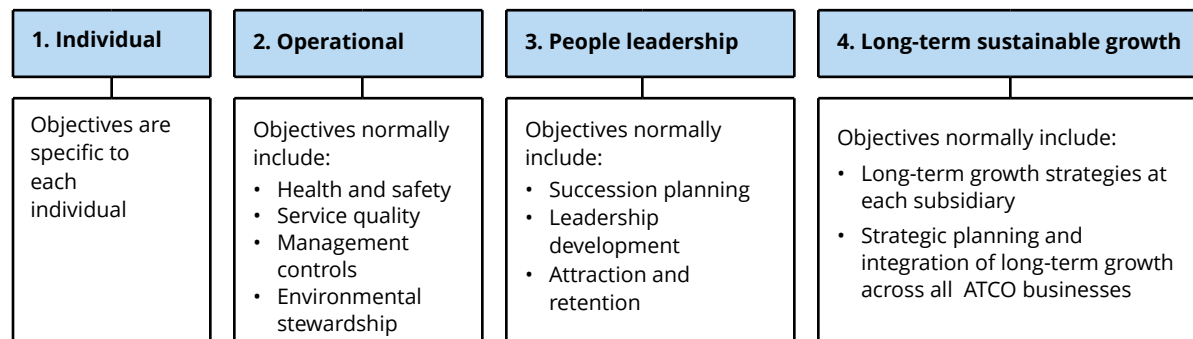 1. Individual
Objectives are
specific to
each
individual
2. Operational
Objectives normally
include:
• Health and safety
• Service quality
• Management
controls
• Environmental
stewardship
3. People leadership
Objectives normally
include:
• Succession planning
• Leadership
development
• Attraction and
retention
4. Long-term sustainable growth
Objectives normally include:
• Long-term growth strategies at
each subsidiary
• Strategic planning and
integration of long-term growth
across all ATCO businesses